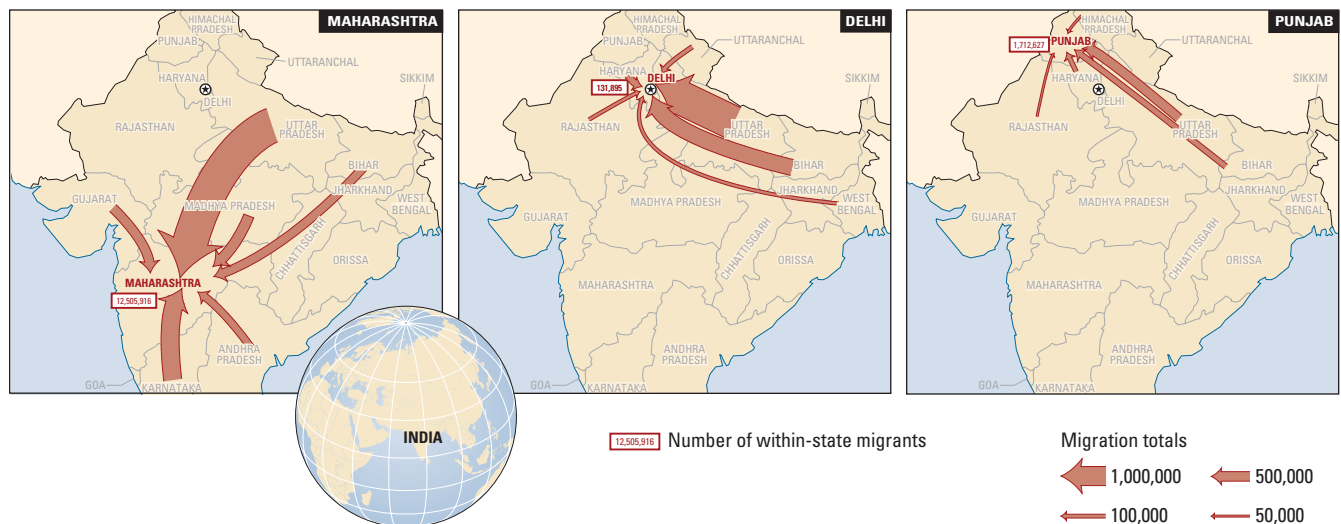 MAHARASHTRA
HIMACHAL
PRADESH
PUNJAB
UTTARANCHAL
HARYANA
DELHI
SIKKIM
RAJASTHAN
UTTAR
PRADESH
BIHAR
JHARKHAND
GUJARAT
MADHYA PRADESH
WEST
BENGAL
CHHATTISGARH
ORISSA
MAHARASHTRA
12,505,916
ANDHRA
PRADESH
GOA
KARNATAKA
DELHI
HIMACHAL
PRADESH
PUNJAB
UTTARANCHAL
HARYANA
DELHI
131,895
SIKKIM
RAJASTHAN
UTTAR
PRADESH
BIHAR
JHARKHAND
WEST
BENGAL
GUJARAT
MADHYA PRADESH
CHHATTISGARH
ORISSA
MAHARASHTRA
ANDHRA
PRADESH
GOA
KARNATAKA
PUNJAB
HIMACHAL
PRADESH
1,712,627
PUNJAB
UTTARANCHAL
HARYANA
DELHI
SIKKIM
RAJASTHAN
UTTAR
PRADESH
BIHAR
JHARKHAND
WEST
BENGAL
GUJARAT
MADHYA PRADESH
CHHATTISGARH
ORISSA
MAHARASHTRA
ANDHRA
PRADESH
GOA
KARNATAKA
INDIA
12,505,916 Number of within-state migrants
Migration totals
1,000,000 500,000
100,000 50,000